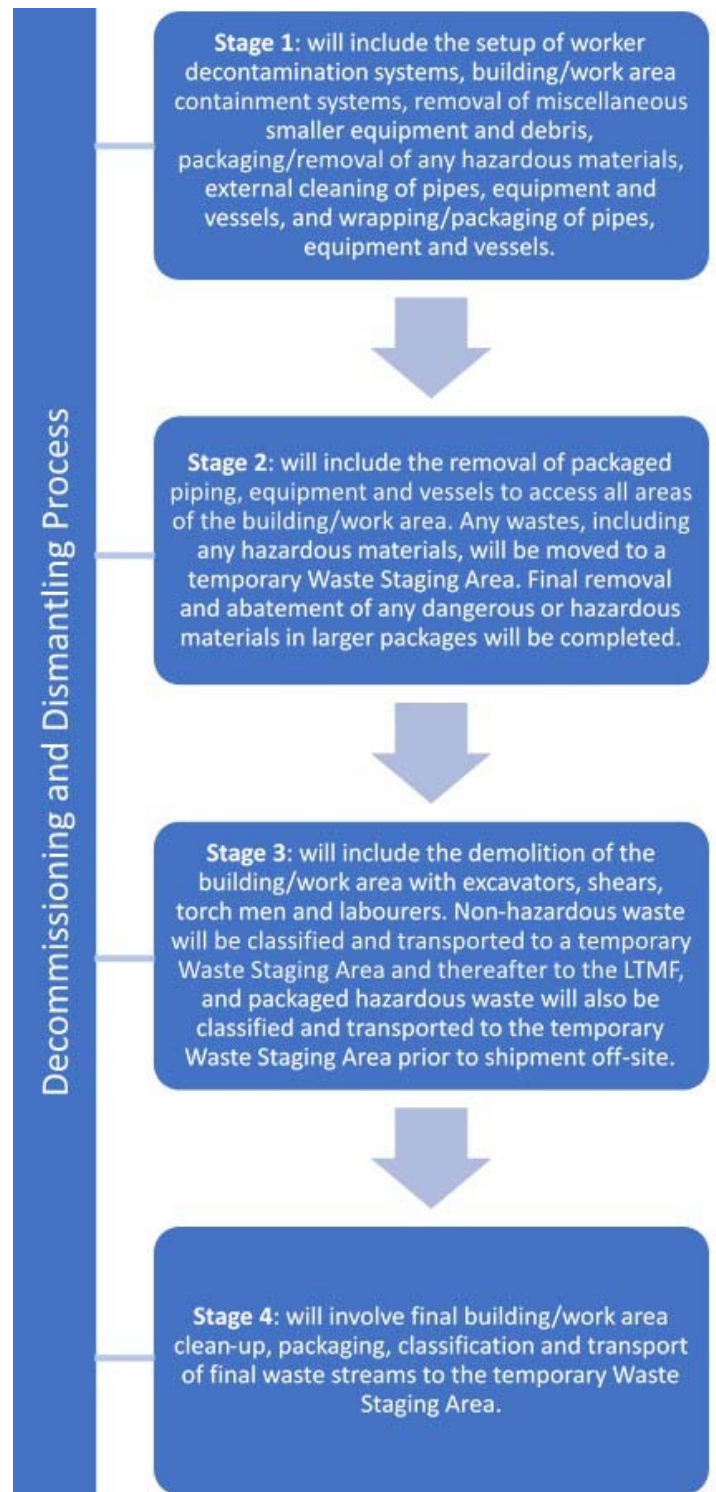 Decommissioning and Dismantling Process
Stage 1: will include the setup of worker
decontamination systems, building/work area
containment systems, removal of miscellaneous
smaller equipment and debris,
packaging/removal of any hazardous materials,
external cleaning of pipes, equipment and
vessels, and wrapping/packaging of pipes,
equipment and vessels.
Stage 2: will include the removal of packaged
piping, equipment and vessels to access all areas
of the building/work area. Any wastes, including
any hazardous materials, will be moved to a
temporary Waste Staging Area. Final removal
and abatement of any dangerous or hazardous
materials in larger packages will be completed.
Stage 3: will include the demolition of the
building/work area with excavators, shears,
torch men and labourers. Non-hazardous waste
will be classified and transported to a temporary
Waste Staging Area and thereafter to the LTMF,
and packaged hazardous waste will also be
classified and transported to the temporary
Waste Staging Area prior to shipment off-site.
Stage 4: will involve final building/work area
clean-up, packaging, classification and transport
of final waste streams to the temporary Waste
Staging Area.